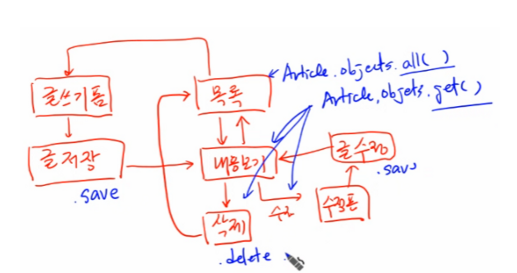 Article.objects.all( )
글쓰기폼
목록
Article.objets.get( )
글저장
내용보기
글수정
.save
.save
삭제
수정
수정폼
.delete